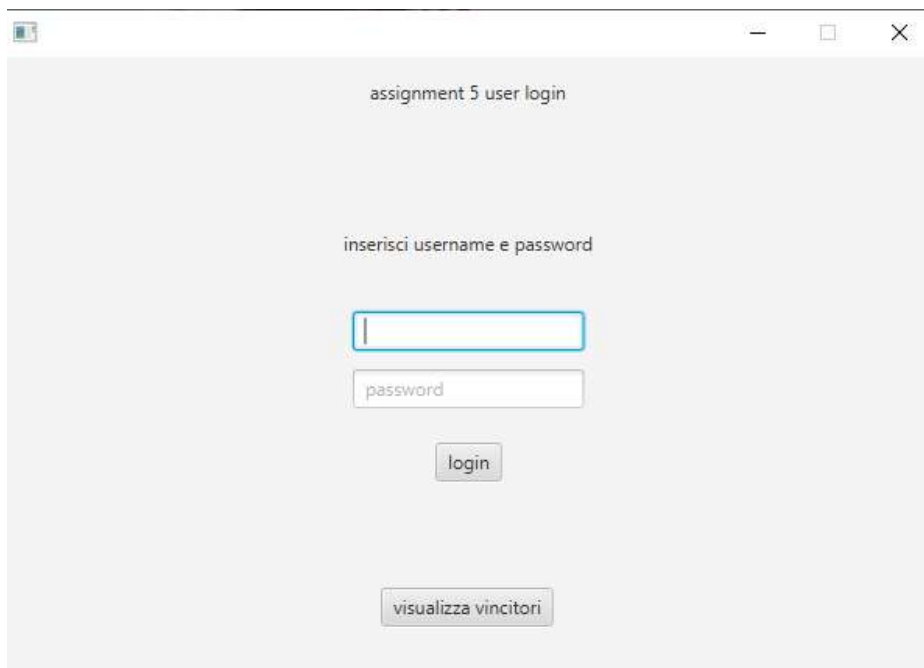 assignment 5 user login
inserisci username e password
password
login
visualizza vincitori